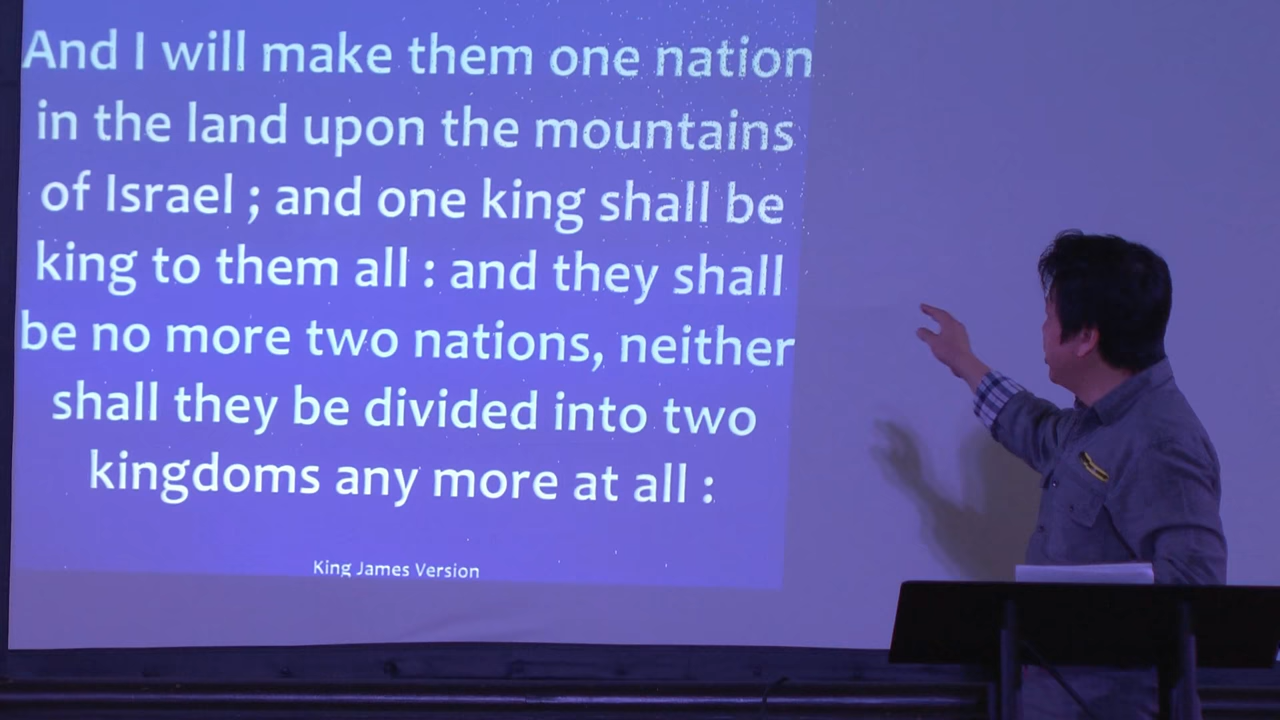 And I will make them one nation
in the land upon the mountains
of Israel ; and one king shall be
king to them all : and they shall
be no more two nations, neither
shall they be divided into two
kingdoms any more at all :
King James Version